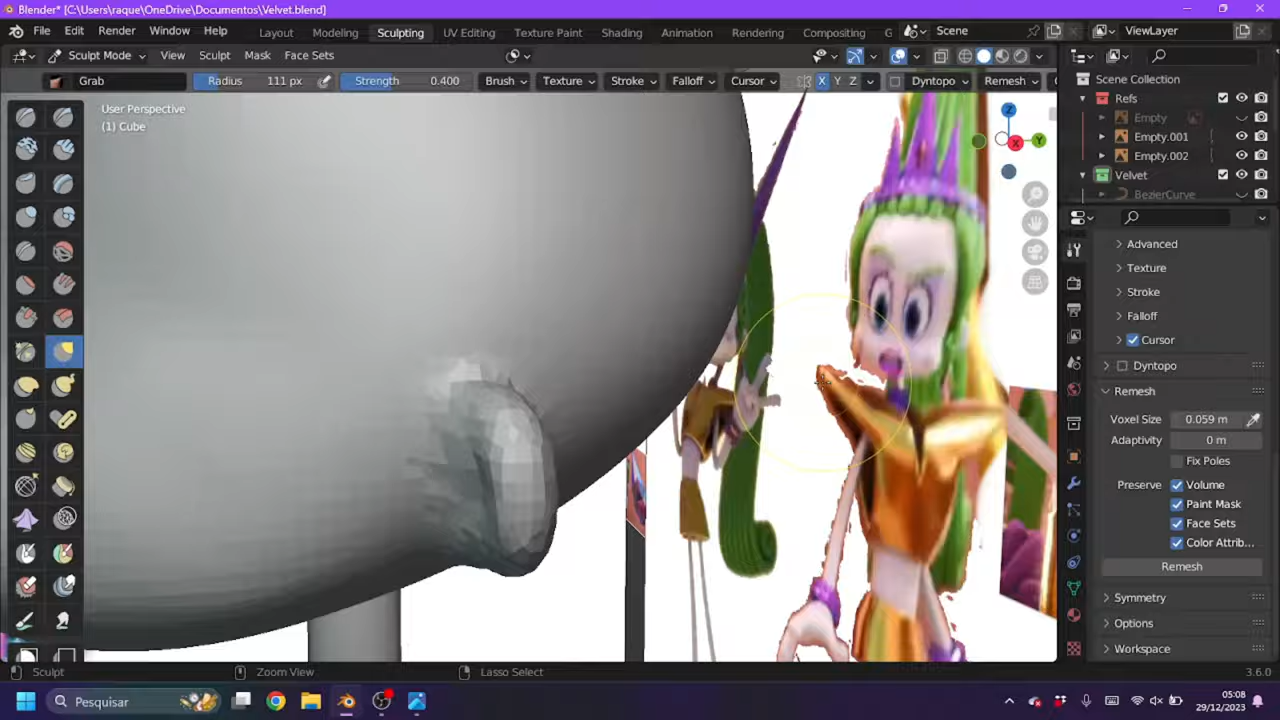 Blender* [C:\Users\raque\OneDrive\Documentos\Velvet.blend]
File Edit Render Window Help Layout Modeling Sculpting UV Editing Texture Paint Shading Animation Rendering Compositing G Scene ViewLayer
Sculpt Mode View Sculpt Mask Face Sets
Grab Radius 111 px Strength 0.400 Brush Texture Stroke Falloff Cursor X Y Z Dyntopo Remesh
User Perspective
(1) Cube
Z
X
Y
Scene Collection
Refs
Empty
Empty.001
Empty.002
Velvet
BezierCurve
Advanced
Texture
Stroke
Falloff
Cursor
Dyntopo
Remesh
Voxel Size 0.059 m
Adaptivity 0 m
Fix Poles
Preserve Volume
Paint Mask
Face Sets
Color Attrib...
Remesh
Symmetry
Options
Workspace
Sculpt Zoom View Lasso Select 3.6.0
Pesquisar
05:08
29/12/2023